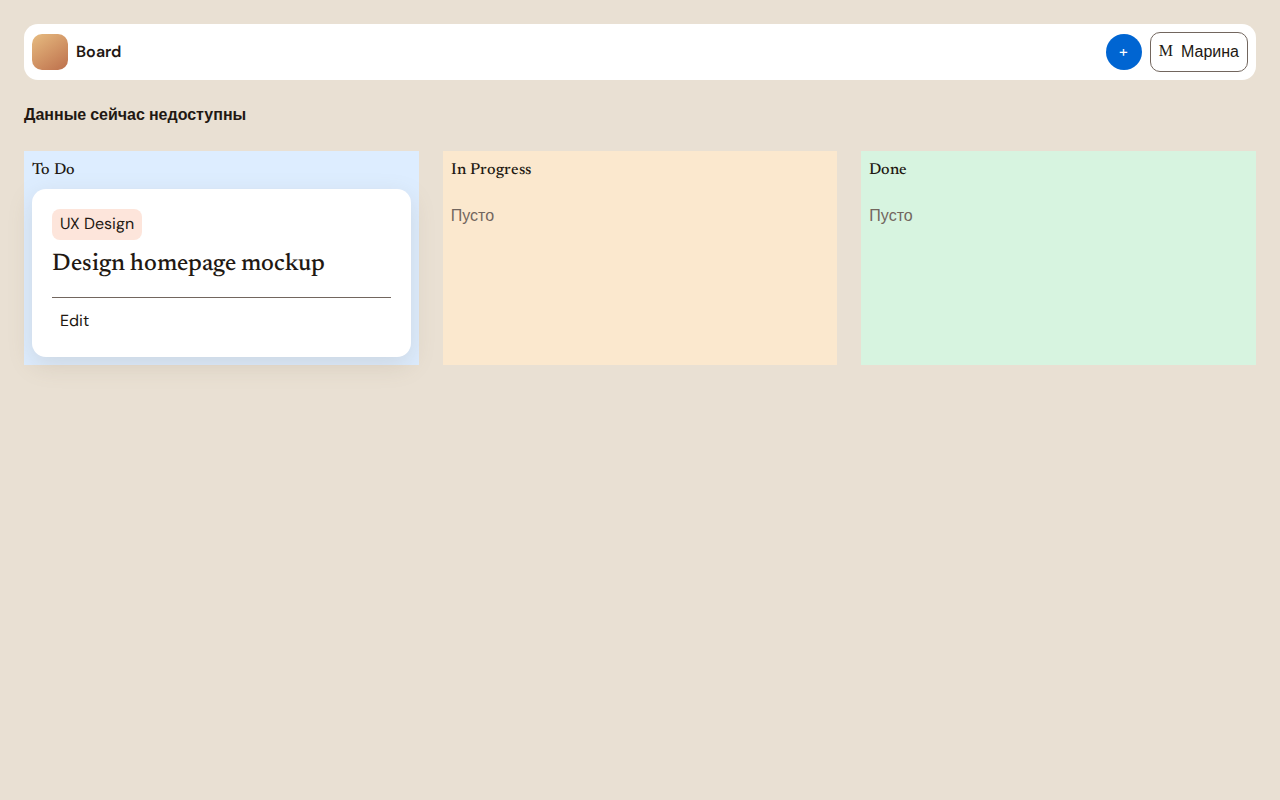 Board
+
M Марина
Данные сейчас недоступны
To Do
UX Design
Design homepage mockup
Edit
In Progress
Пусто
Done
Пусто